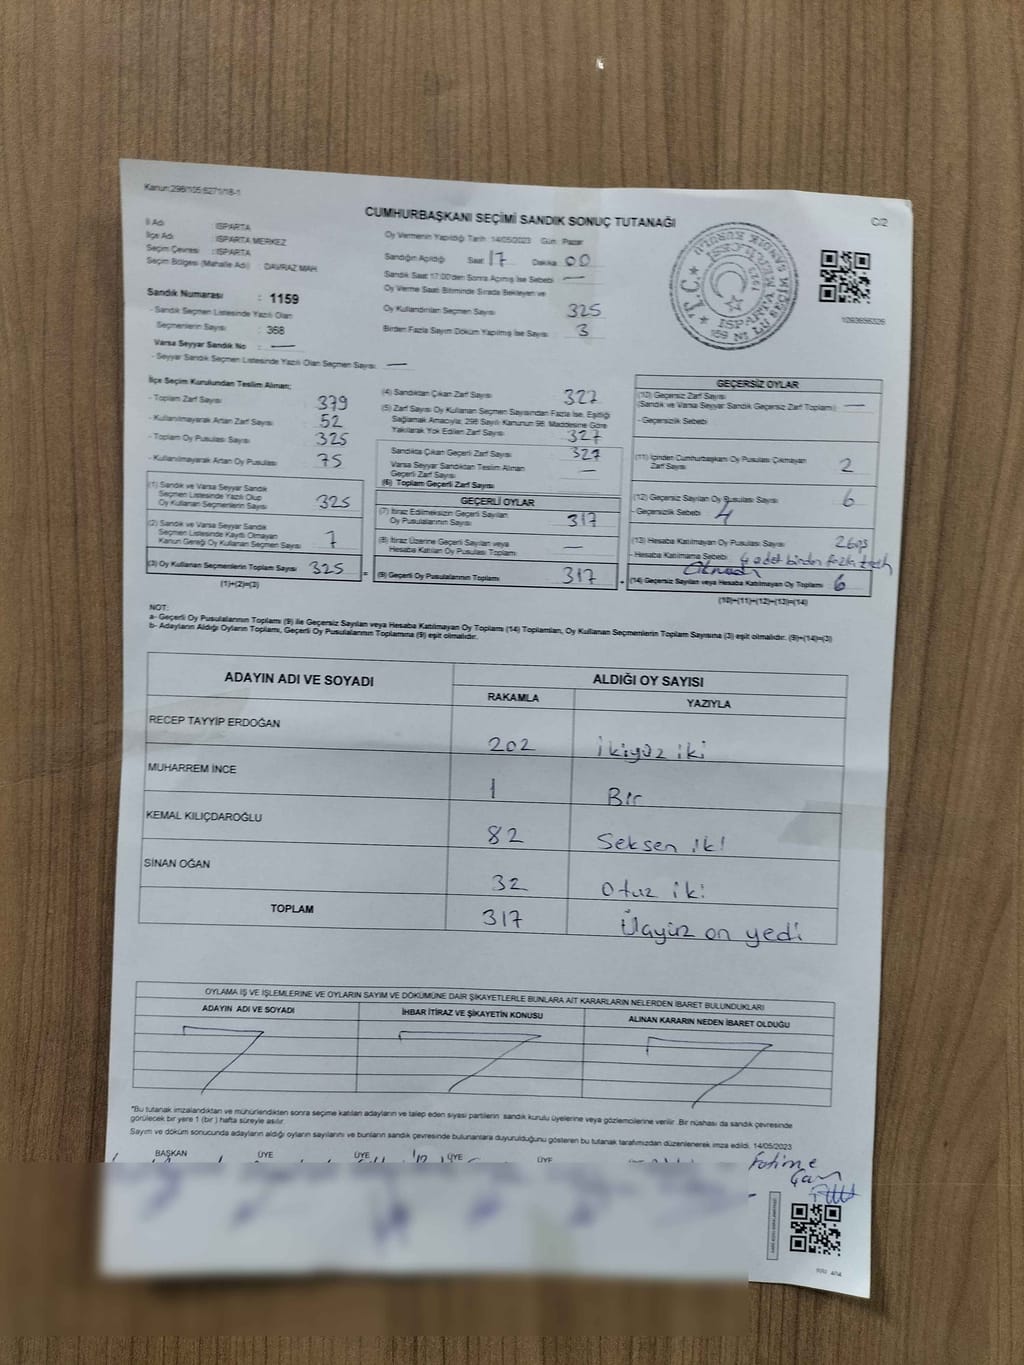 Kanun:298/105;6271/18-1
CUMHURBAŞKANI SEÇİMİ SANDIK SONUÇ TUTANAĞI
C/2
İl Adı : ISPARTA
İlçe Adı : ISPARTA MERKEZ
Seçim Çevresi : ISPARTA
Seçim Bölgesi (Mahalle Adı) : DAVRAZ MAH.
Sandık Numarası : 1159
- Sandık Seçmen Listesinde Yazılı Olan
Seçmenlerin Sayısı : 368
Varsa Seyyar Sandık No : —
- Seyyar Sandık Seçmen Listesinde Yazılı Olan Seçmen Sayısı : —
Oy Vermenin Yapıldığı Tarih : 14/05/2023 Gün : Pazar
Sandığın Açıldığı Saat 17 Dakika 00
Sandık Saat 17:00'den Sonra Açılmış İse Sebebi : —
Oy Verme Saati Bitiminde Sırada Bekleyen ve
Oy Kullandırılan Seçmen Sayısı : 325
Birden Fazla Sayım Döküm Yapılmış İse Sayısı : 3
T.C.
ISPARTA
1093656326
İlçe Seçim Kurulundan Teslim Alınan;
- Toplam Zarf Sayısı : 379
- Kullanılmayarak Artan Zarf Sayısı : 52
- Toplam Oy Pusulası Sayısı : 325
- Kullanılmayarak Artan Oy Pusulası : 75
(1) Sandık ve Varsa Seyyar Sandık
Seçmen Listesinde Yazılı Olup
Oy Kullanan Seçmenlerin Sayısı : 325
(2) Sandık ve Varsa Seyyar Sandık
Seçmen Listesinde Kayıtlı Olmayan
Kanun Gereği Oy Kullanan Seçmen Sayısı : 7
(3) Oy Kullanan Seçmenlerin Toplam Sayısı : 325
(1)+(2)=(3)
(4) Sandıktan Çıkan Zarf Sayısı : 327
(5) Zarf Sayısı Oy Kullanan Seçmen Sayısından Fazla İse, Eşitliği
Sağlamak Amacıyla; 298 Sayılı Kanunun 98. Maddesine Göre
Yakılarak Yok Edilen Zarf Sayısı : 327
Sandıkta Çıkan Geçerli Zarf Sayısı : 327
Varsa Seyyar Sandıktan Teslim Alınan
Geçerli Zarf Sayısı : —
(6) Toplam Geçerli Zarf Sayısı
GEÇERLİ OYLAR
(7) İtiraz Edilmeksizin Geçerli Sayılan
Oy Pusulalarının Sayısı : 317
(8) İtiraz Üzerine Geçerli Sayılan veya
Hesaba Katılan Oy Pusulası Toplamı : —
= (9) Geçerli Oy Pusulalarının Toplamı : 317 +
GEÇERSİZ OYLAR
(10) Geçersiz Zarf Sayısı
(Sandık ve Varsa Seyyar Sandık Geçersiz Zarf Toplamı) : —
- Geçersizlik Sebebi :
(11) İçinden Cumhurbaşkanı Oy Pusulası Çıkmayan
Zarf Sayısı : 2
(12) Geçersiz Sayılan Oy Pusulası Sayısı : 6
- Geçersizlik Sebebi : 4
(13) Hesaba Katılmayan Oy Pusulası Sayısı :
- Hesaba Katılmama Sebebi : 4 adet birden fazla
(14) Geçersiz Sayılan veya Hesaba Katılmayan Oy Toplamı : 6
(10)+(11)+(12)+(13)=(14)
NOT:
a- Geçerli Oy Pusulalarının Toplamı (9) ile Geçersiz Sayılan veya Hesaba Katılmayan Oy Toplamı (14) Toplamları, Oy Kullanan Seçmenlerin Toplam Sayısına (3) eşit olmalıdır. (9)+(14)=(3)
b- Adayların Aldığı Oyların Toplamı, Geçerli Oy Pusulalarının Toplamına (9) eşit olmalıdır.
ADAYIN ADI VE SOYADI
ALDIĞI OY SAYISI
RAKAMLA YAZIYLA
RECEP TAYYİP ERDOĞAN 202 ikiyüz iki
MUHARREM İNCE 1 Bir
KEMAL KILIÇDAROĞLU 82 Seksen iki
SİNAN OĞAN 32 Otuz iki
TOPLAM 317 Üçyüz on yedi
OYLAMA İŞ VE İŞLEMLERİNE VE OYLARIN SAYIM VE DÖKÜMÜNE DAİR ŞİKAYETLERLE BUNLARA AİT KARARLARIN NELERDEN İBARET BULUNDUKLARI
ADAYIN ADI VE SOYADI İHBAR İTİRAZ VE ŞİKAYETİN KONUSU ALINAN KARARIN NEDEN İBARET OLDUĞU
*Bu tutanak imzalandıktan ve mühürlendikten sonra seçime katılan adayların ve talep eden siyasi partilerin sandık kurulu üyelerine veya gözlemcilerine verilir. Bir nüshası da sandık çevresinde
görülecek bir yere 1 (bir) hafta süreyle asılır.
Sayım ve döküm sonucunda adayların aldığı oyların sayılarını ve bunların sandık çevresinde bulunanlara duyurulduğunu gösteren bu tutanak tarafımızdan düzenlenerek imza edildi. 14/05/2023
BAŞKAN ÜYE ÜYE ÜYE ÜYE
Fatime